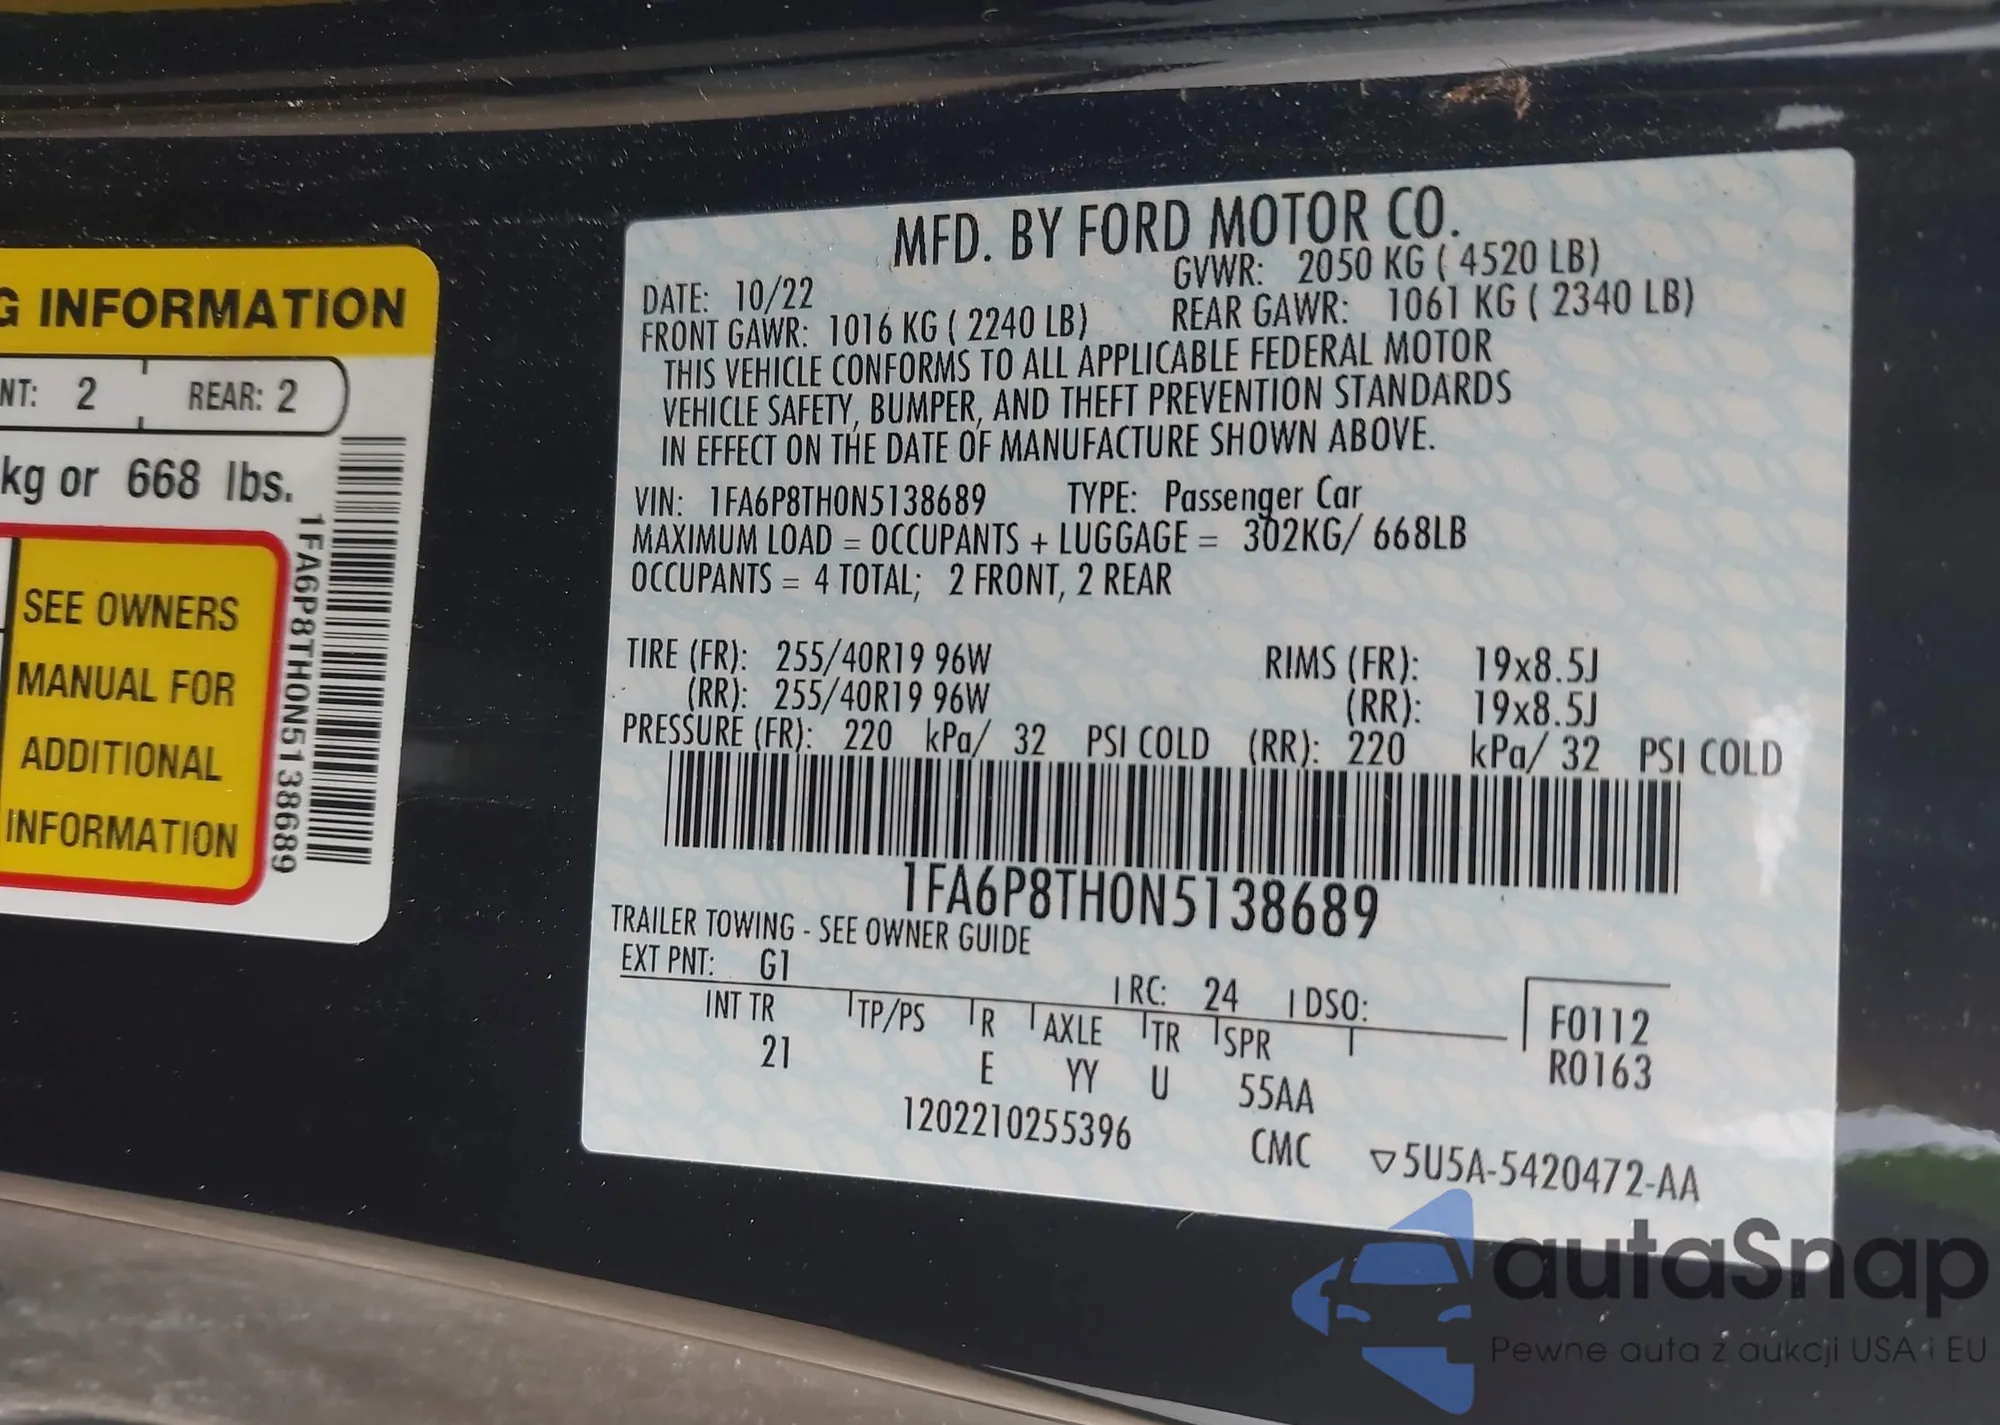 G INFORMATION
NT: 2 REAR: 2
kg or 668 lbs.
SEE OWNERS
MANUAL FOR
ADDITIONAL
INFORMATION
1FA6P8TH0N5138689
MFD. BY FORD MOTOR CO.
DATE: 10/22 GVWR: 2050 KG ( 4520 LB)
FRONT GAWR: 1016 KG ( 2240 LB) REAR GAWR: 1061 KG ( 2340 LB)
THIS VEHICLE CONFORMS TO ALL APPLICABLE FEDERAL MOTOR
VEHICLE SAFETY, BUMPER, AND THEFT PREVENTION STANDARDS
IN EFFECT ON THE DATE OF MANUFACTURE SHOWN ABOVE.
VIN: 1FA6P8TH0N5138689 TYPE: Passenger Car
MAXIMUM LOAD = OCCUPANTS + LUGGAGE = 302KG/ 668LB
OCCUPANTS = 4 TOTAL; 2 FRONT, 2 REAR
TIRE (FR): 255/40R19 96W RIMS (FR): 19x8.5J
(RR): 255/40R19 96W (RR): 19x8.5J
PRESSURE (FR): 220 kPa/ 32 PSI COLD (RR): 220 kPa/ 32 PSI COLD
1FA6P8TH0N5138689
TRAILER TOWING - SEE OWNER GUIDE
EXT PNT: G1 RC: 24 DSO:
INT TR TP/PS R AXLE TR SPR
21 E YY U 55AA
F0112
R0163
1202210255396 CMC ▽5U5A-5420472-AA
autaSnap
Pewne auta z aukcji USA i EU